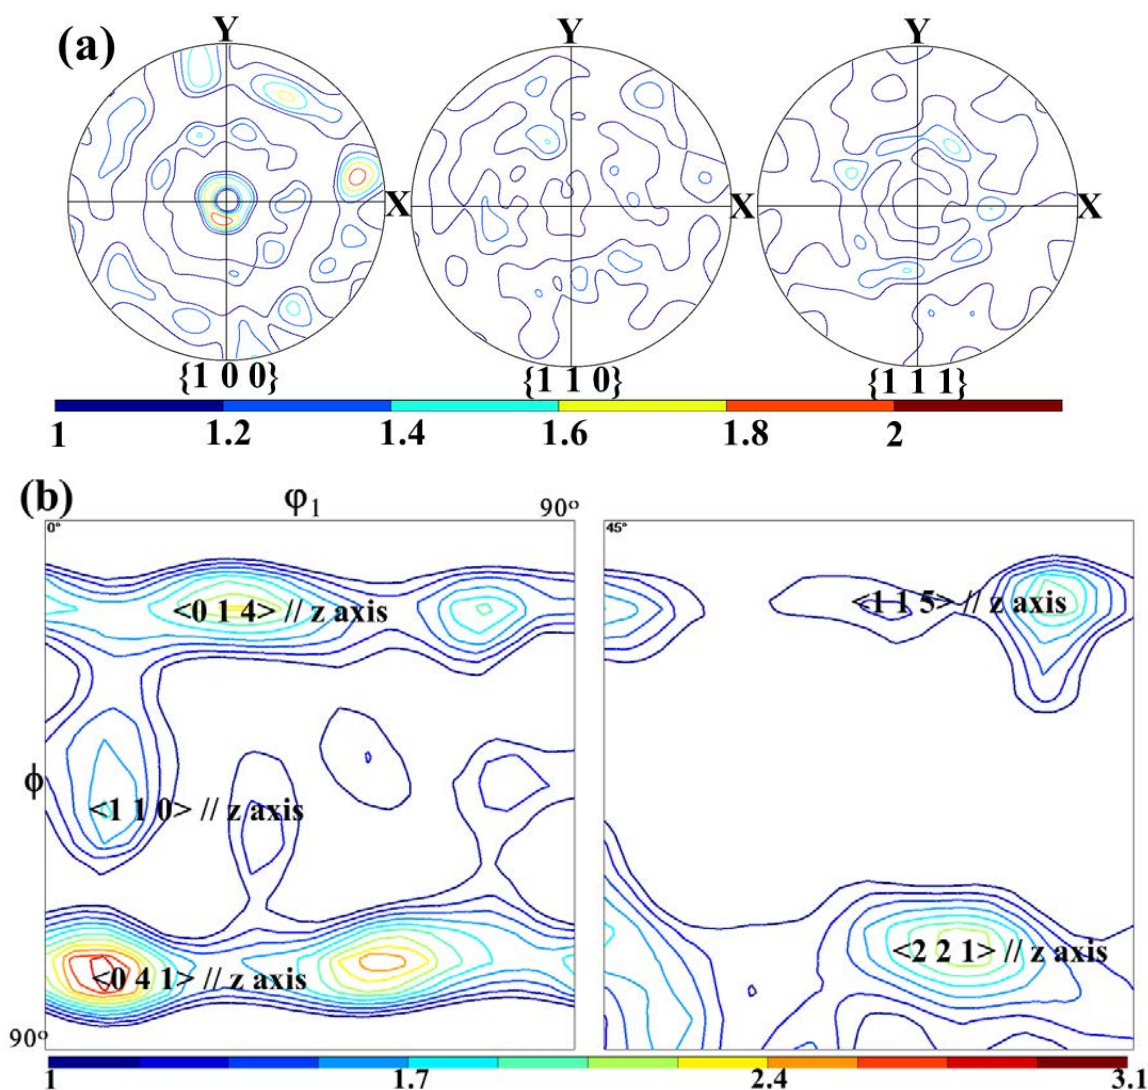 (a)
Y Y Y
X X X
{1 0 0} {1 1 0} {1 1 1}
1 1.2 1.4 1.6 1.8 2
(b) φ1 90o
0° 45°
<0 1 4> // z axis <1 1 5> // z axis
ϕ
<1 1 0> // z axis
<0 4 1> // z axis <2 2 1> // z axis
90o
1 1.7 2.4 3.1